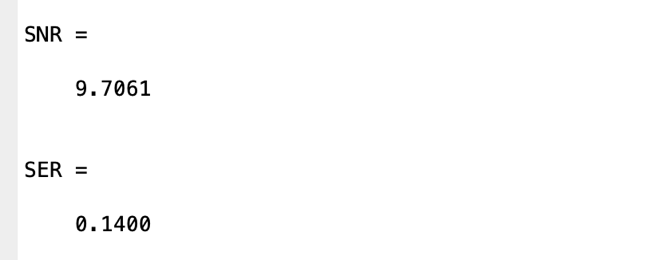 SNR =
9.7061
SER =
0.1400